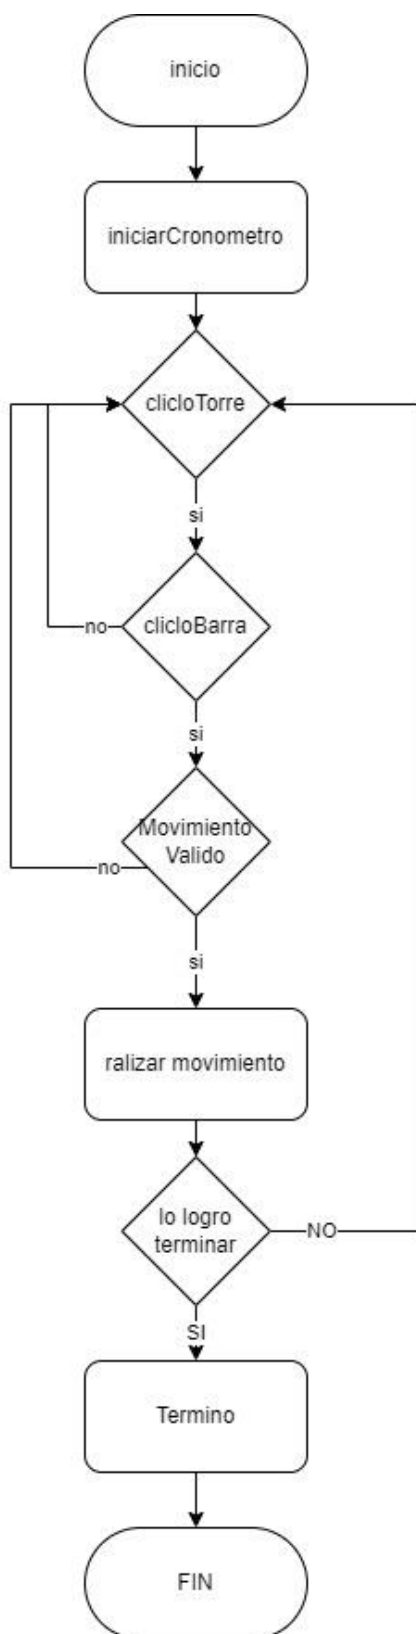 inicio
iniciarCronometro
clicloTorre
si
clicloBarra
no
si
Movimiento
Valido
no
si
ralizar movimiento
lo logro
terminar
NO
SI
Termino
FIN